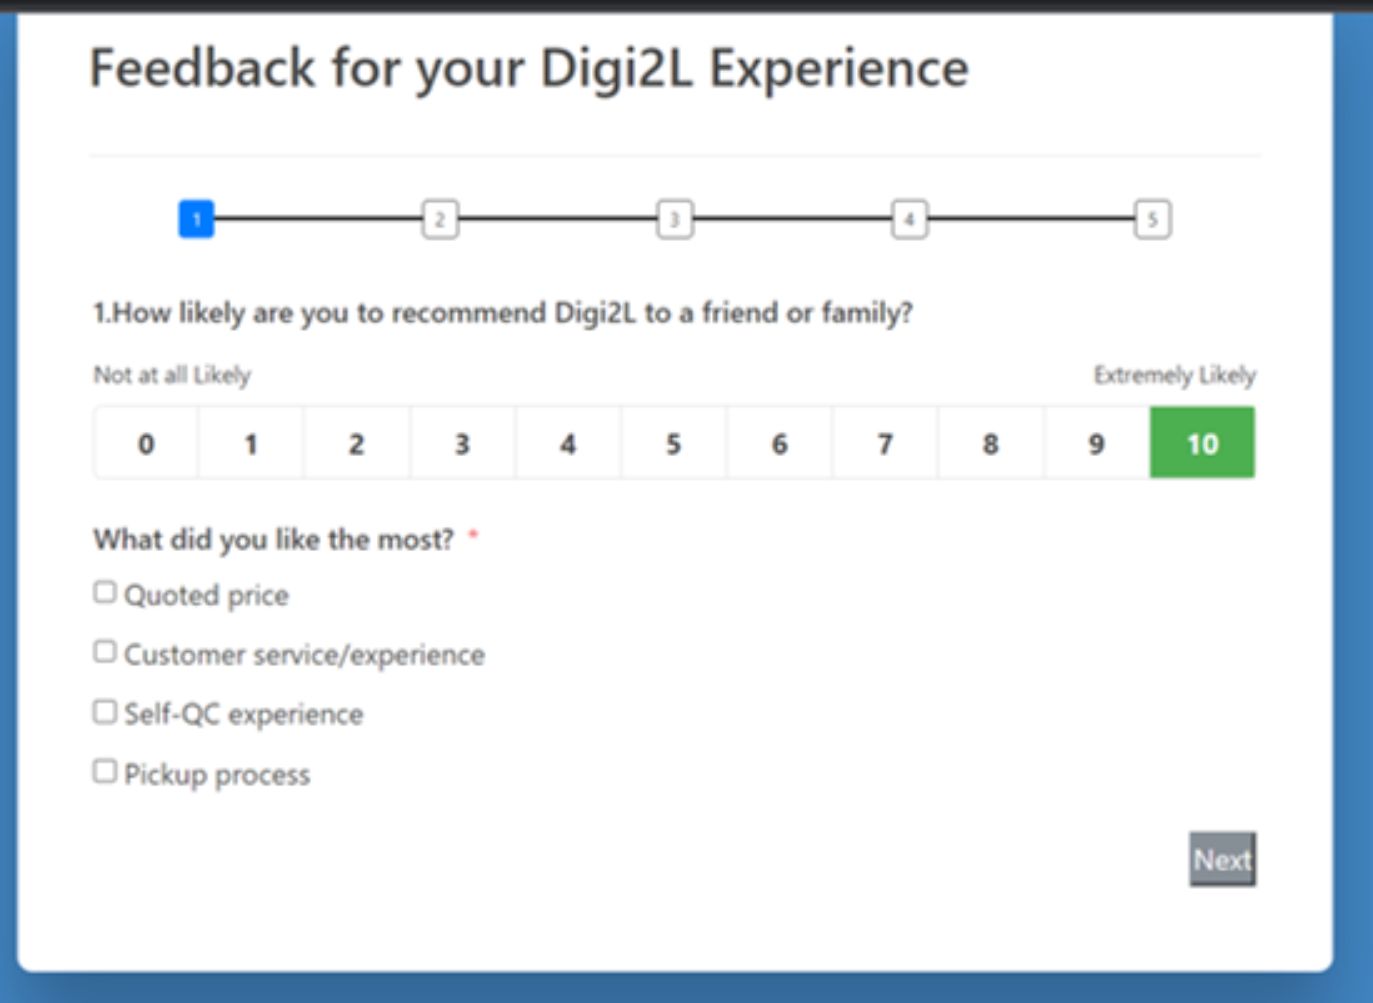 Feedback for your Digi2L Experience
1 2 3 4 5
1.How likely are you to recommend Digi2L to a friend or family?
Not at all Likely Extremely Likely
0 1 2 3 4 5 6 7 8 9 10
What did you like the most? *
Quoted price
Customer service/experience
Self-QC experience
Pickup process
Next